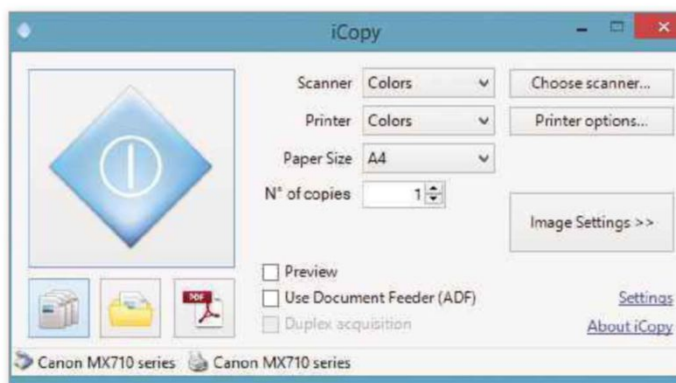 iCopy
Scanner Colors Choose scanner...
Printer Colors Printer options...
Paper Size A4
N° of copies 1
Image Settings >>
Preview
PDF Use Document Feeder (ADF) Settings
Duplex acquisition About iCopy
Canon MX710 series Canon MX710 series